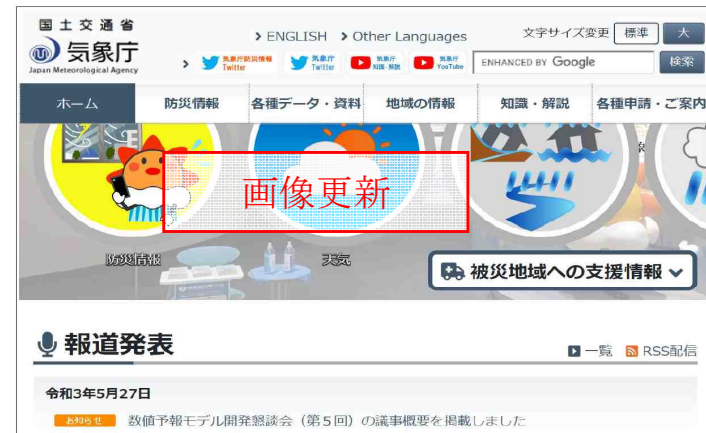 国土交通省
気象庁
Japan Meteorological Agency
ENGLISH Other Languages
文字サイズ変更 標準 大
気象庁防災情報 Twitter
気象庁 Twitter
気象庁 知識・解説
気象庁 YouTube
ENHANCED BY Google 検索
ホーム 防災情報 各種データ・資料 地域の情報 知識・解説 各種申請・ご案内
画像更新
防災情報 天気
被災地域への支援情報
報道発表
一覧 RSS配信
令和3年5月27日
お知らせ 数値予報モデル開発懇談会(第5回)の議事概要を掲載しました